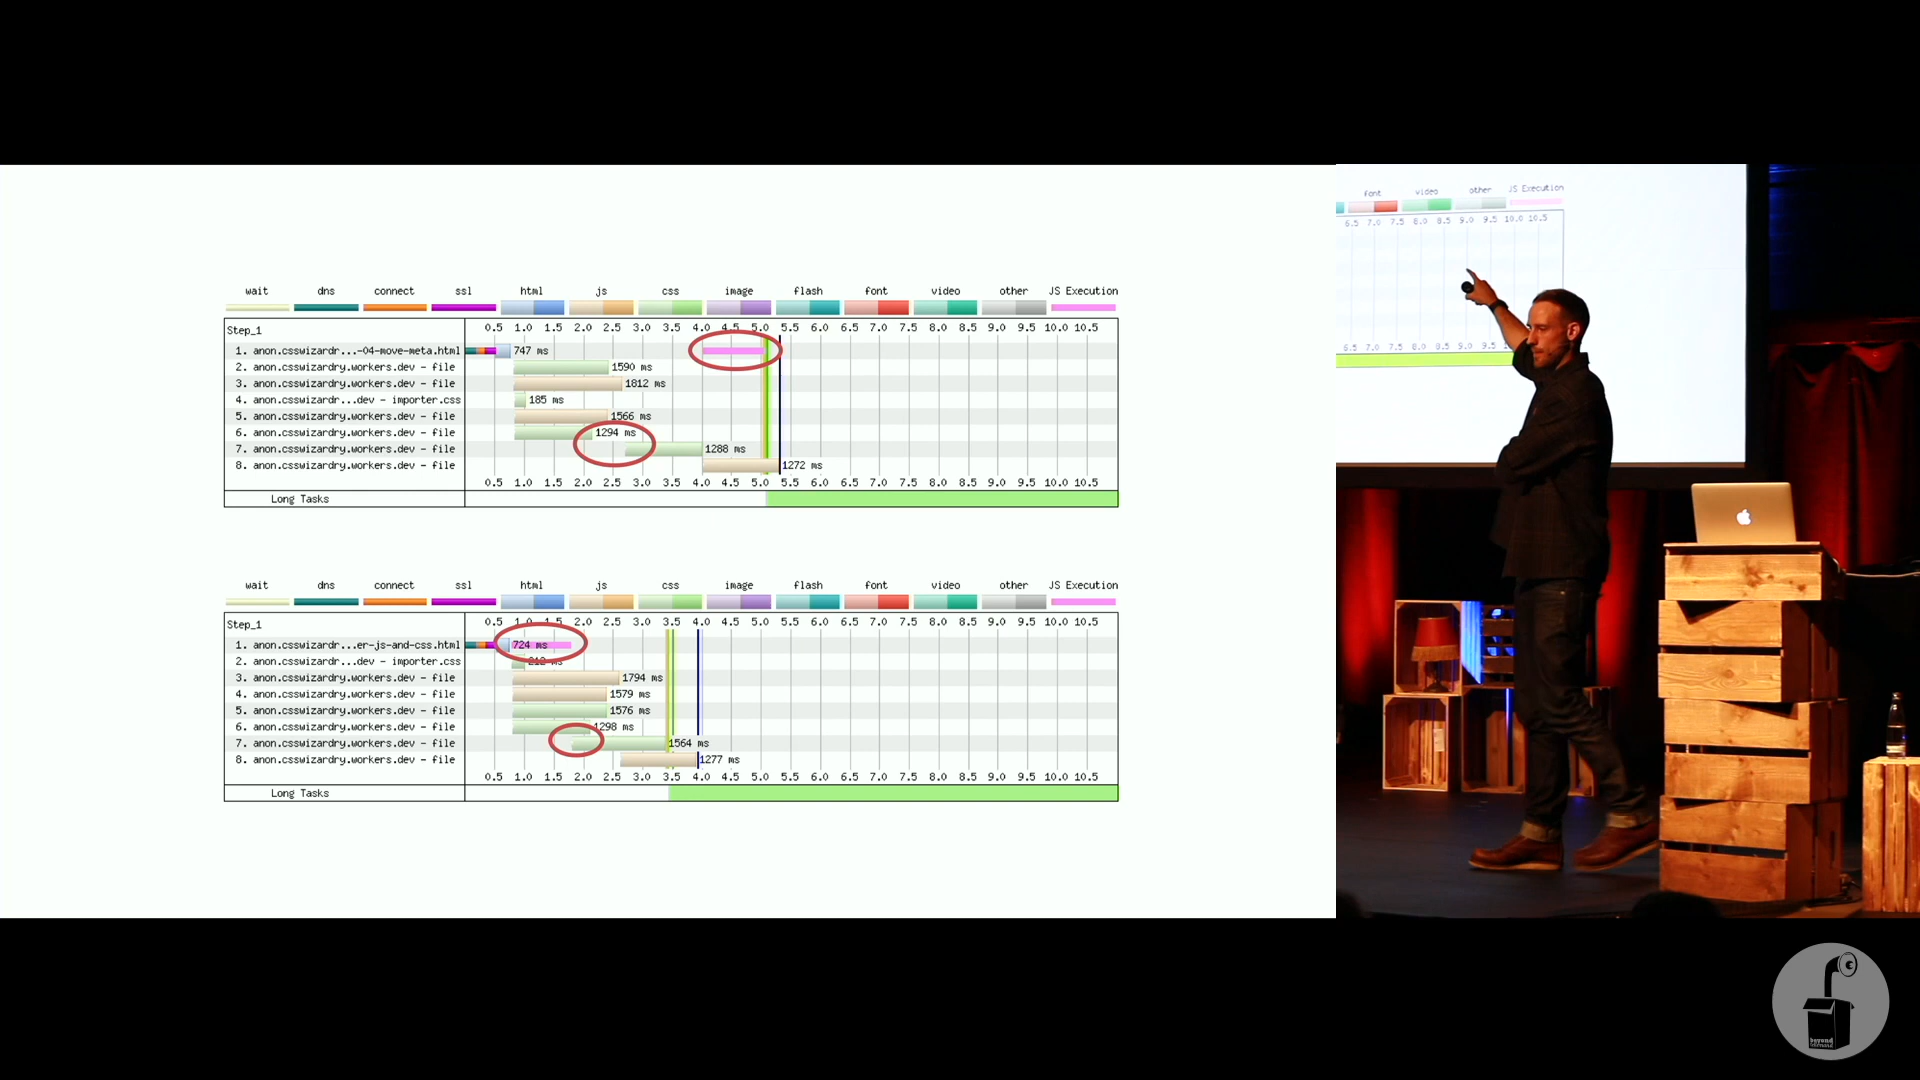 wait dns connect ssl html js css image flash font video other JS Execution
Step_1 0.5 1.0 1.5 2.0 2.5 3.0 3.5 4.0 4.5 5.0 5.5 6.0 6.5 7.0 7.5 8.0 8.5 9.0 9.5 10.0 10.5
1. anon.csswizardr...-04-move-meta.html 747 ms
2. anon.csswizardry.workers.dev - file 1590 ms
3. anon.csswizardry.workers.dev - file 1812 ms
4. anon.csswizardr...dev - importer.css 185 ms
5. anon.csswizardry.workers.dev - file 1566 ms
6. anon.csswizardry.workers.dev - file 1294 ms
7. anon.csswizardry.workers.dev - file 1288 ms
8. anon.csswizardry.workers.dev - file 1272 ms
0.5 1.0 1.5 2.0 2.5 3.0 3.5 4.0 4.5 5.0 5.5 6.0 6.5 7.0 7.5 8.0 8.5 9.0 9.5 10.0 10.5
Long Tasks
wait dns connect ssl html js css image flash font video other JS Execution
Step_1 0.5 1.0 1.5 2.0 2.5 3.0 3.5 4.0 4.5 5.0 5.5 6.0 6.5 7.0 7.5 8.0 8.5 9.0 9.5 10.0 10.5
1. anon.csswizardr...er-js-and-css.html 724 ms
2. anon.csswizardr...dev - importer.css 212 ms
3. anon.csswizardry.workers.dev - file 1794 ms
4. anon.csswizardry.workers.dev - file 1579 ms
5. anon.csswizardry.workers.dev - file 1576 ms
6. anon.csswizardry.workers.dev - file 1298 ms
7. anon.csswizardry.workers.dev - file 1564 ms
8. anon.csswizardry.workers.dev - file 1277 ms
0.5 1.0 1.5 2.0 2.5 3.0 3.5 4.0 4.5 5.0 5.5 6.0 6.5 7.0 7.5 8.0 8.5 9.0 9.5 10.0 10.5
Long Tasks
font video other JS Execution
6.5 7.0 7.5 8.0 8.5 9.0 9.5 10.0 10.5
6.5 7.0 7.5 8.0 8.5 9.0 9.5
beyond
tellerrand